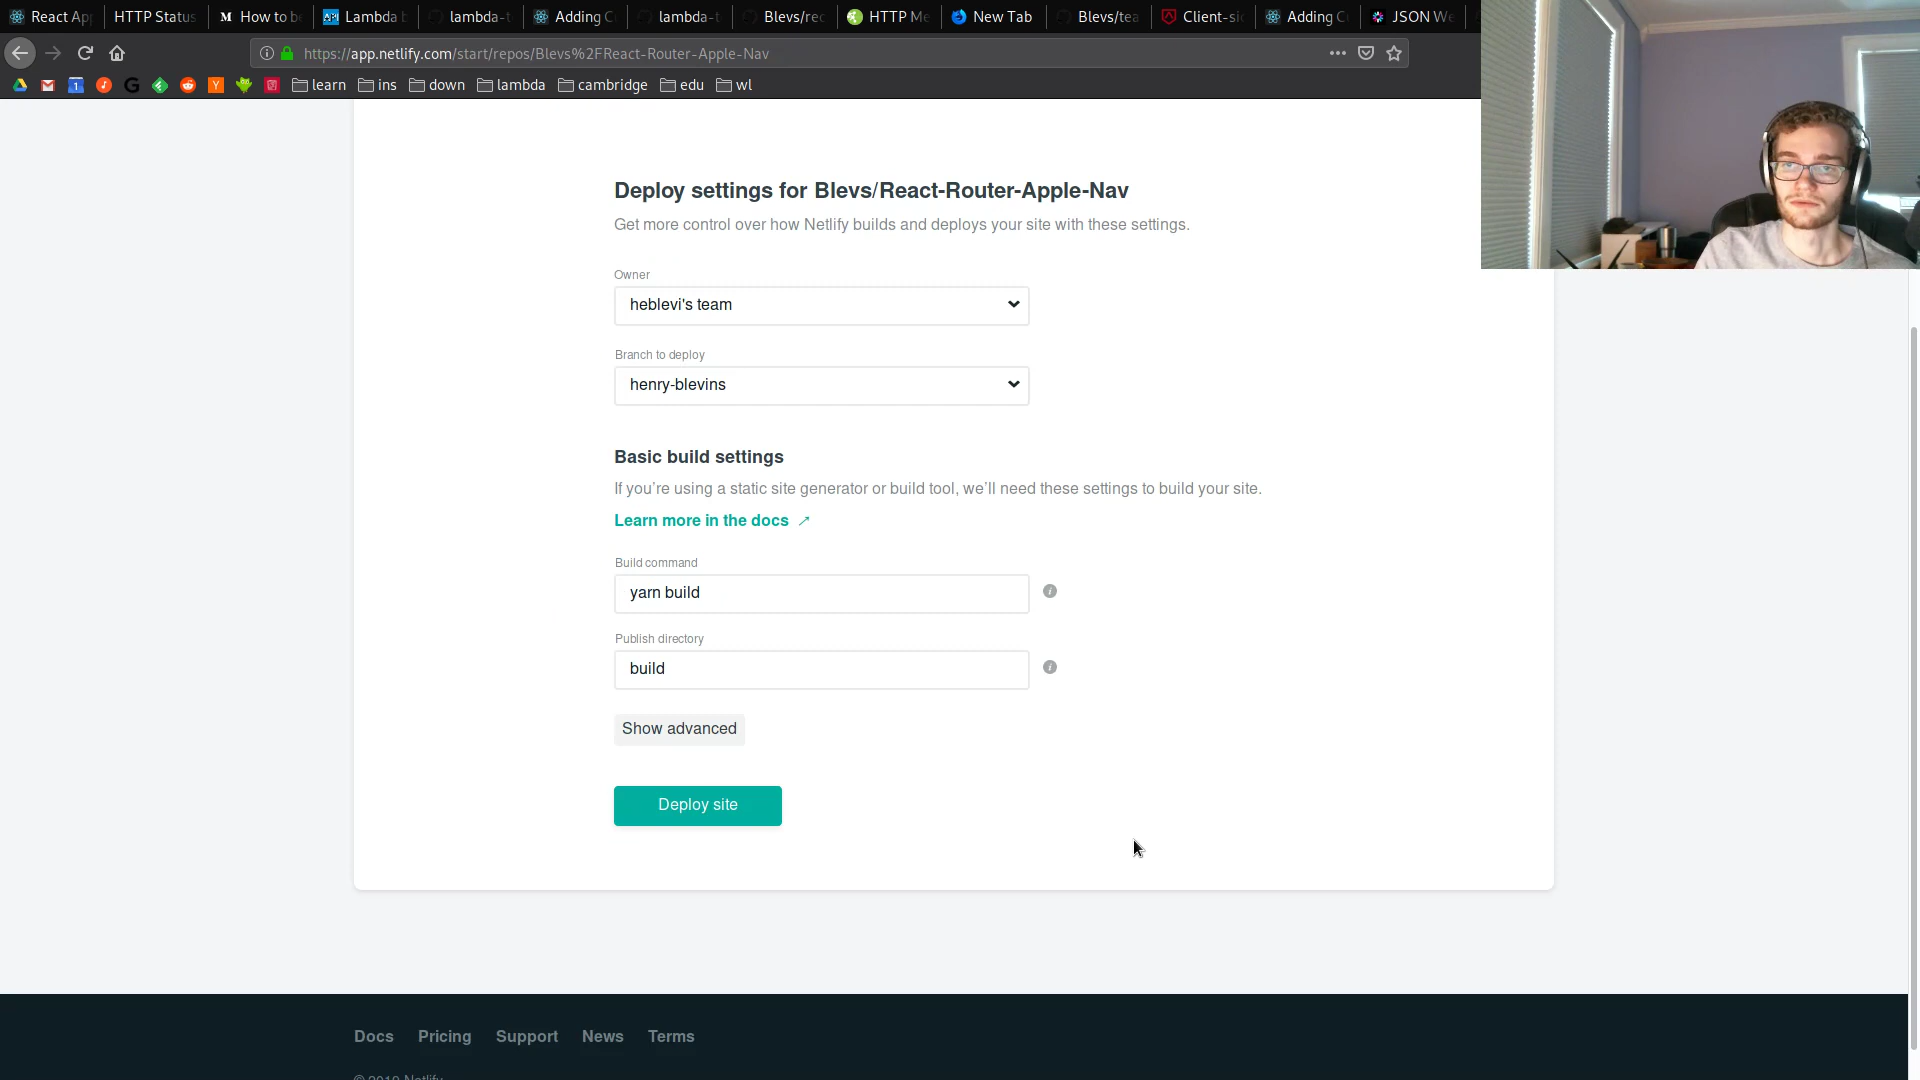 React Ap
HTTP Status
How to b
Lambda
lambda-t
Adding C
lambda-t
Blevs/rec
HTTP Me
New Tab
Blevs/tea
Client-si
Adding C
JSON We
https://app.netlify.com/start/repos/Blevs%2FReact-Router-Apple-Nav
learn
ins
down
lambda
cambridge
edu
wl
Deploy settings for Blevs/React-Router-Apple-Nav
Get more control over how Netlify builds and deploys your site with these settings.
Owner
heblevi's team
Branch to deploy
henry-blevins
Basic build settings
If you’re using a static site generator or build tool, we’ll need these settings to build your site.
Learn more in the docs
Build command
yarn build
Publish directory
build
Show advanced
Deploy site
Docs Pricing Support News Terms
© 2019 Netlify